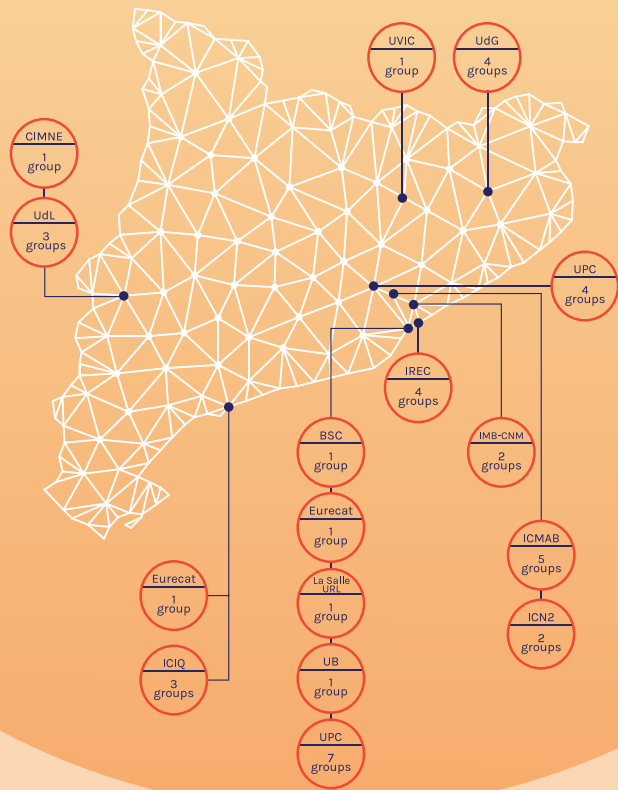 UVIC
1
group
UdG
4
groups
CIMNE
1
group
UdL
3
groups
UPC
4
groups
IREC
4
groups
BSC
1
group
IMB-CNM
2
groups
Eurecat
1
group
ICMAB
5
groups
Eurecat
1
group
La Salle
URL
1
group
ICN2
2
groups
ICIQ
3
groups
UB
1
group
UPC
7
groups